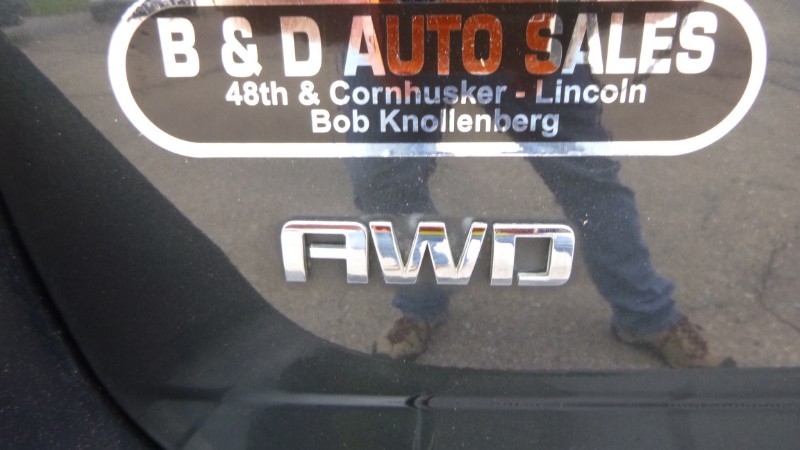 B & D AUTO SALES
48th & Cornhusker - Lincoln
Bob Knollenberg
AWD